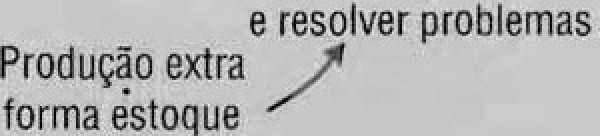 e resolver problemas
Produção extra
forma estoque